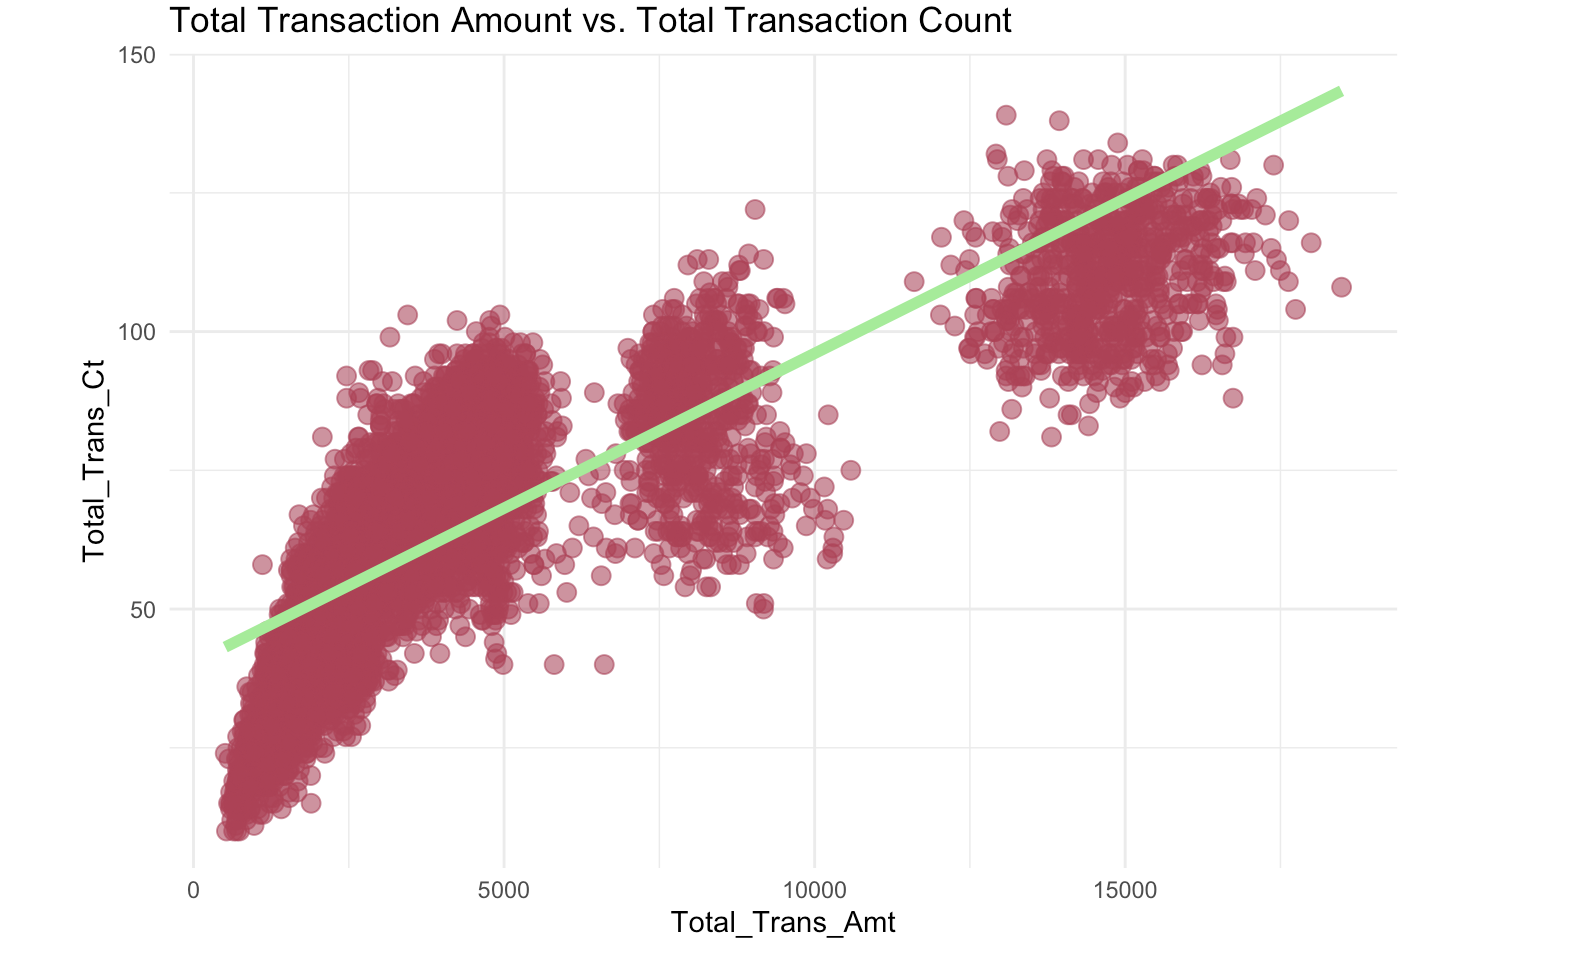 Total Transaction Amount vs. Total Transaction Count
150
100
50
Total_Trans_Ct
0 5000 10000 15000
Total_Trans_Amt